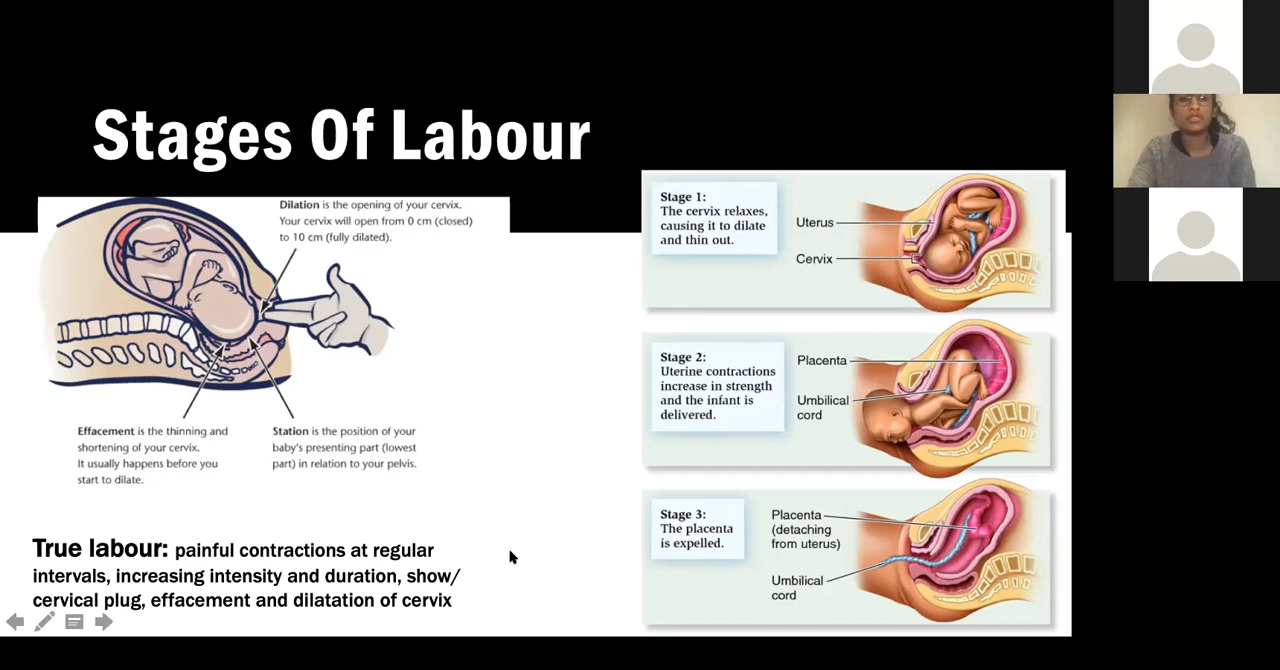 Stages Of Labour
Dilation is the opening of your cervix.
Your cervix will open from 0 cm (closed)
to 10 cm (fully dilated).
Effacement is the thinning and
shortening of your cervix.
It usually happens before you
start to dilate.
Station is the position of your
baby's presenting part (lowest
part) in relation to your pelvis.
True labour: painful contractions at regular
intervals, increasing intensity and duration, show/
cervical plug, effacement and dilatation of cervix
Stage 1:
The cervix relaxes,
causing it to dilate
and thin out.
Uterus
Cervix
Stage 2:
Uterine contractions
increase in strength
and the infant is
delivered.
Placenta
Umbilical
cord
Stage 3:
The placenta
is expelled.
Placenta
(detaching
from uterus)
Umbilical
cord